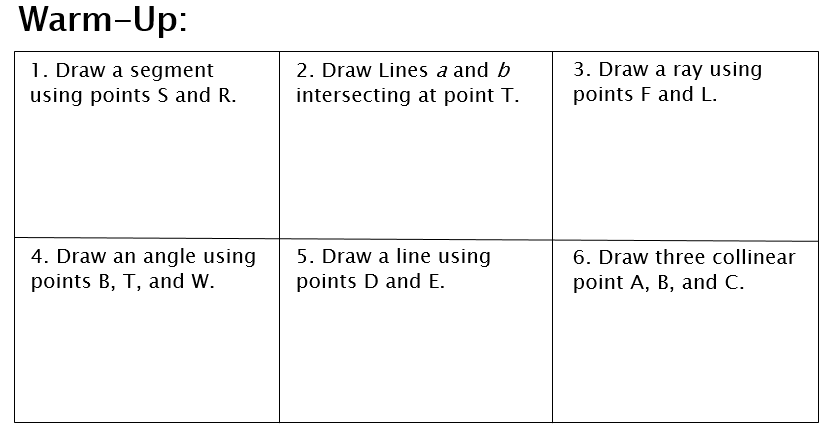 Warm-Up:
1. Draw a segment
using points S and R.
2. Draw Lines a and b
intersecting at point T.
3. Draw a ray using
points F and L.
4. Draw an angle using
points B, T, and W.
5. Draw a line using
points D and E.
6. Draw three collinear
point A, B, and C.